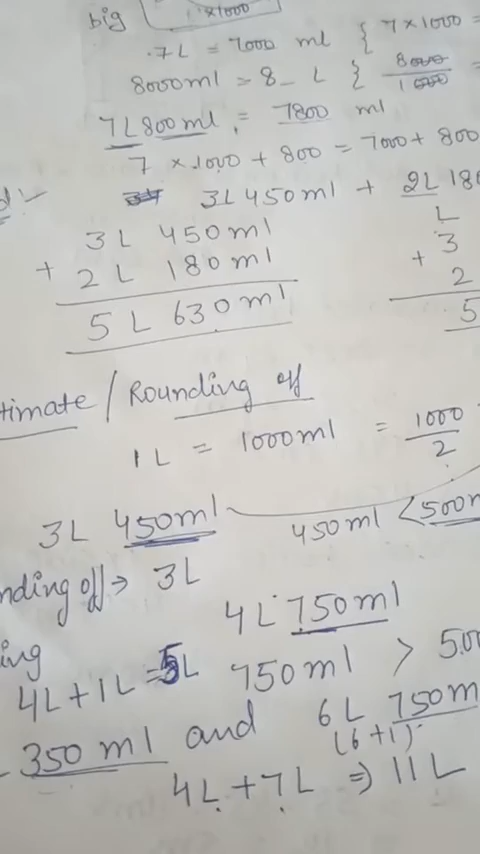 big ×1000
.7L = 7000 ml { 7×1000 =
8000ml = 8 L } 8000/1000 =
7L 800ml = 7800 ml
7 ×1000 + 800 = 7000 + 800
3L 450ml + 2L 180
3L 450ml
+ 2L 180ml
5L 630ml
L
3
+ 2
5
timate / Rounding off
1L = 1000ml = 1000/2
3L 450ml 450ml < 500m
nding off → 3L
4L 750ml
ing
4L + 1L = 5L 750ml > 500
350 ml and 6L 750m
(6+1)
4L + 7L ⇒ 11L